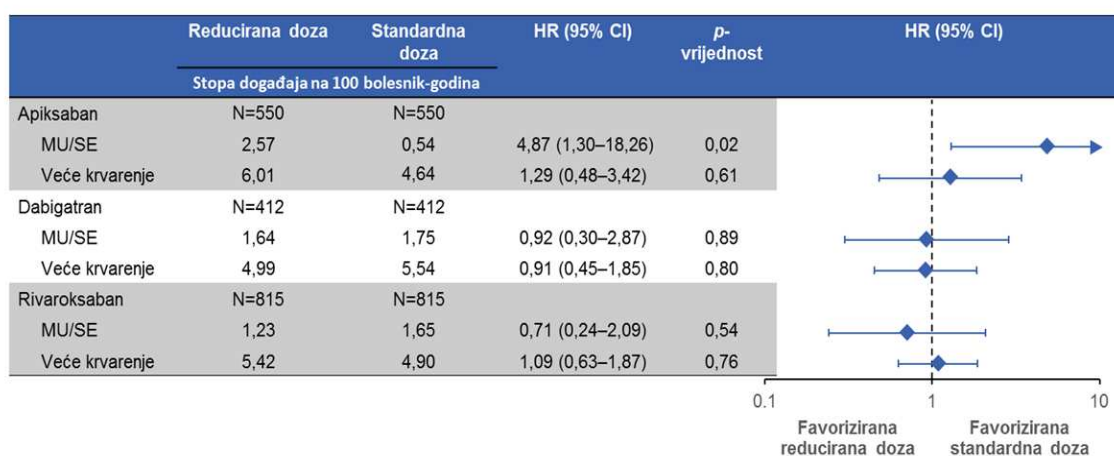 Reducirana doza Standardna doza HR (95% CI) p-vrijednost HR (95% CI)
Stopa događaja na 100 bolesnik-godina
Apiksaban N=550 N=550
MU/SE 2,57 0,54 4,87 (1,30–18,26) 0,02
Veće krvarenje 6,01 4,64 1,29 (0,48–3,42) 0,61
Dabigatran N=412 N=412
MU/SE 1,64 1,75 0,92 (0,30–2,87) 0,89
Veće krvarenje 4,99 5,54 0,91 (0,45–1,85) 0,80
Rivaroksaban N=815 N=815
MU/SE 1,23 1,65 0,71 (0,24–2,09) 0,54
Veće krvarenje 5,42 4,90 1,09 (0,63–1,87) 0,76
0.1 1 10
Favorizirana reducirana doza
Favorizirana standardna doza